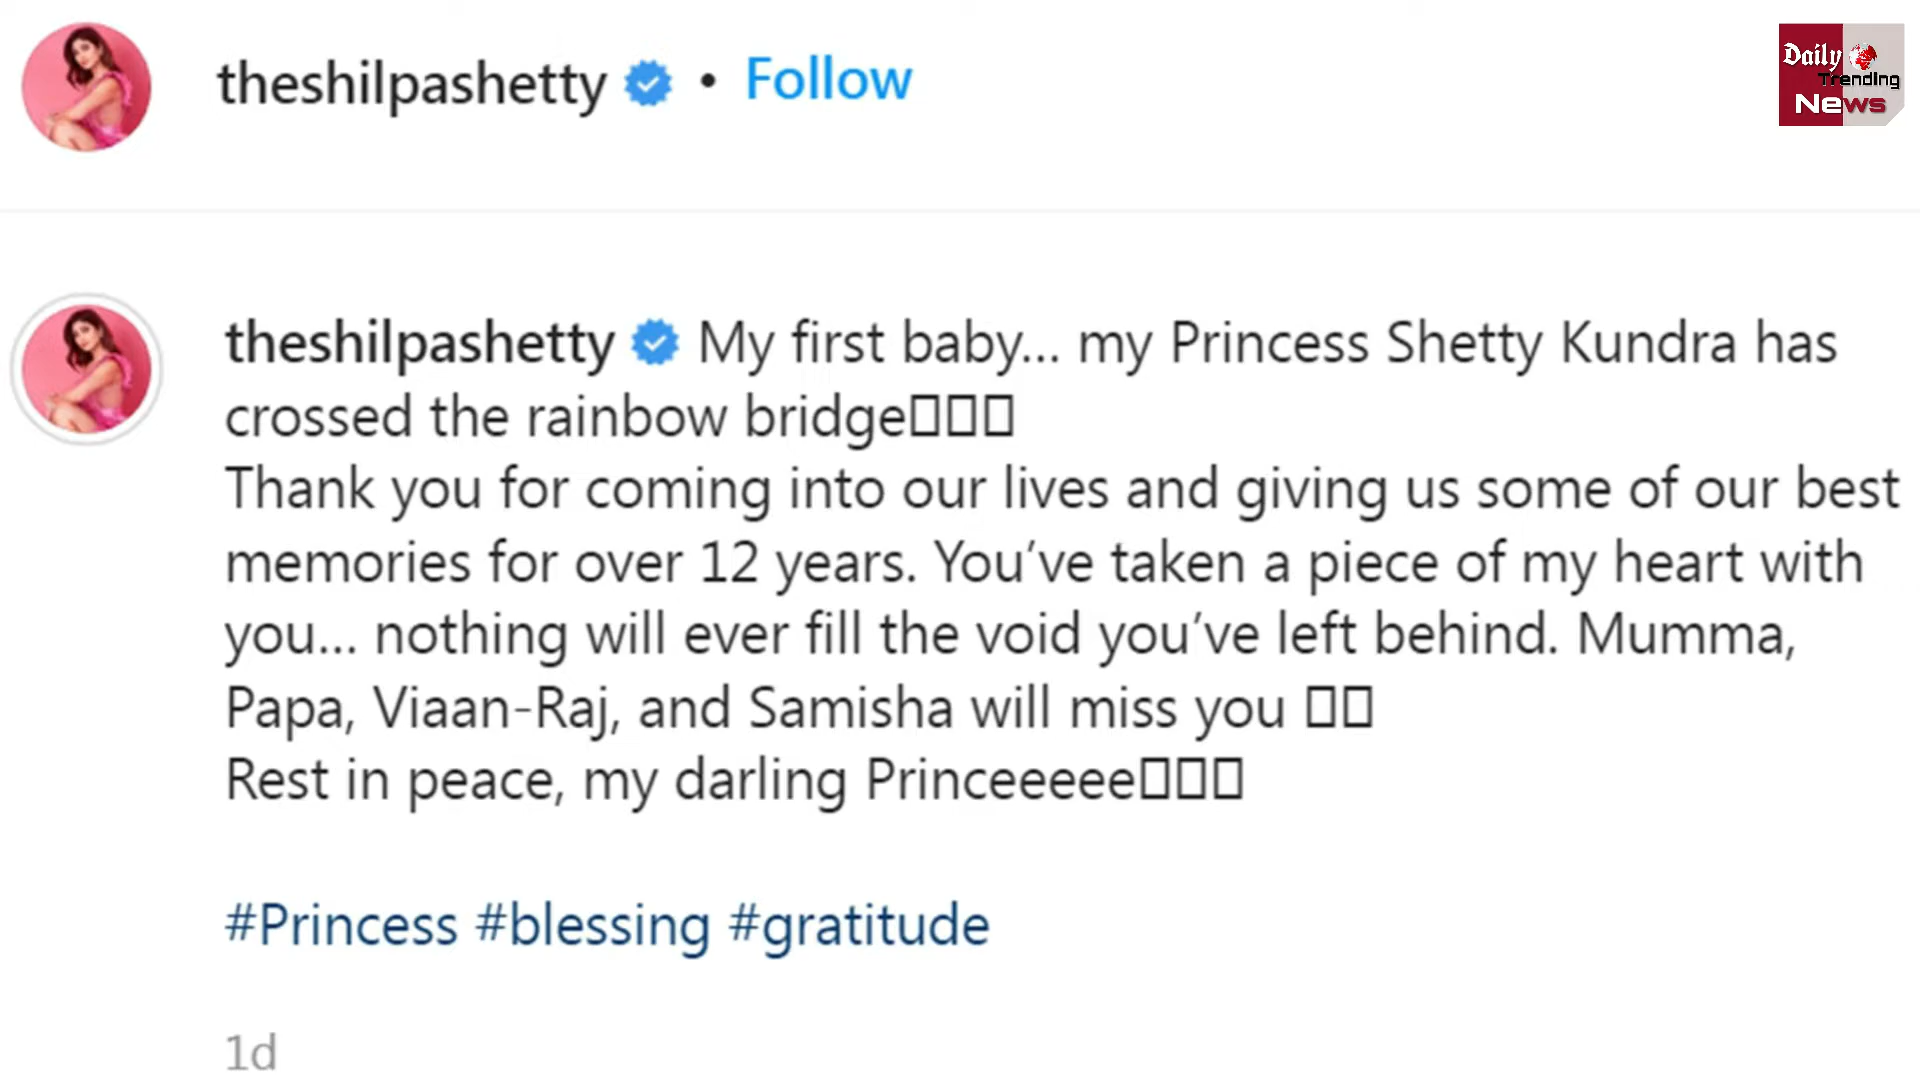 theshilpashetty • Follow
Daily
Trending
News
theshilpashetty My first baby... my Princess Shetty Kundra has
crossed the rainbow bridge□□□
Thank you for coming into our lives and giving us some of our best
memories for over 12 years. You’ve taken a piece of my heart with
you... nothing will ever fill the void you’ve left behind. Mumma,
Papa, Viaan-Raj, and Samisha will miss you □□
Rest in peace, my darling Princeeeee□□□
#Princess #blessing #gratitude
1d